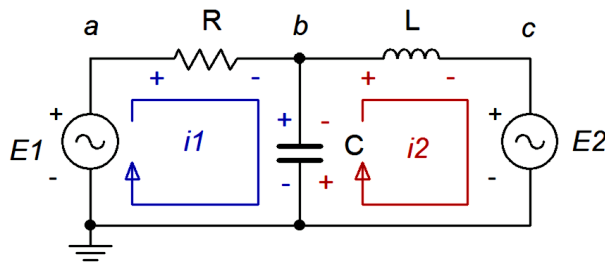 a R b L c
+ - + -
+ + - +
E1 i1 C i2 E2
- - + -